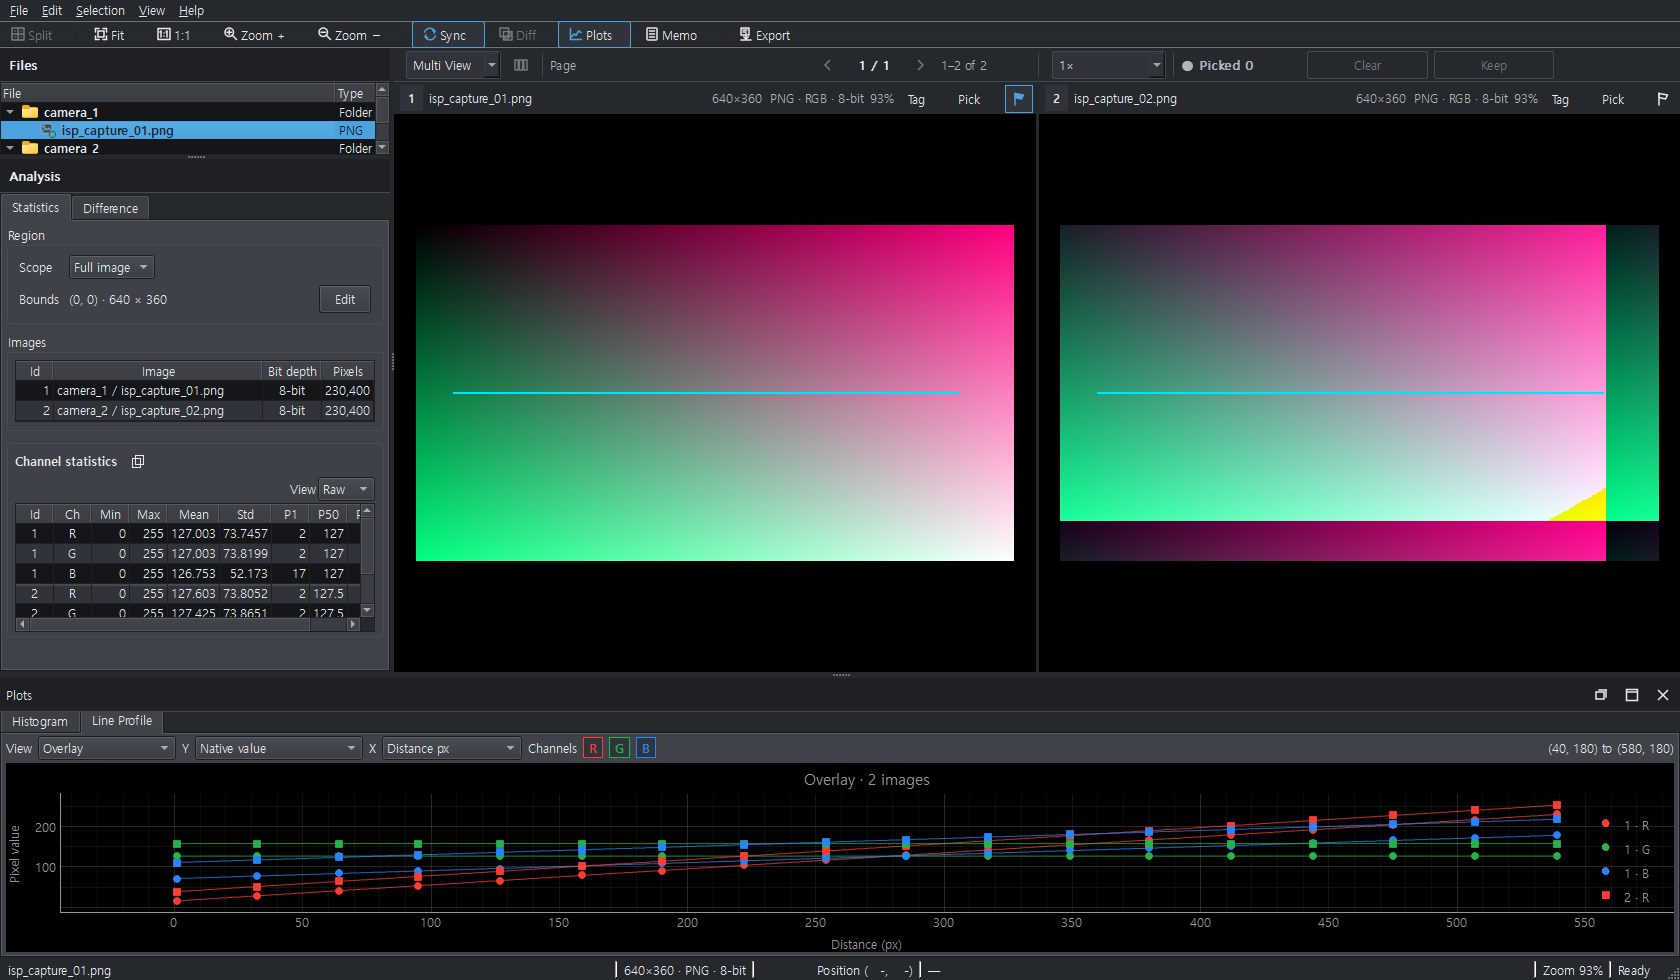 File Edit Selection View Help
Split Fit 1:1 Zoom + Zoom − Sync Diff Plots Memo Export
Files
Multi View Page 1 / 1 1–2 of 2 1× Picked 0 Clear Keep
File Type
camera_1 Folder
isp_capture_01.png PNG
camera_2 Folder
1 isp_capture_01.png 640×360 PNG · RGB · 8-bit 93% Tag Pick
2 isp_capture_02.png 640×360 PNG · RGB · 8-bit 93% Tag Pick
Analysis
Statistics Difference
Region
Scope Full image
Bounds (0, 0) · 640 × 360 Edit
Images
Id Image Bit depth Pixels
1 camera_1 / isp_capture_01.png 8-bit 230,400
2 camera_2 / isp_capture_02.png 8-bit 230,400
Channel statistics
View Raw
Id Ch Min Max Mean Std P1 P50
1 R 0 255 127.003 73.7457 2 127
1 G 0 255 127.003 73.8199 2 127
1 B 0 255 126.753 52.173 17 127
2 R 0 255 127.603 73.8052 2 127.5
2 G 0 255 127.425 73.8651 2 127.5
Plots
Histogram Line Profile
View Overlay Y Native value X Distance px Channels R G B (40, 180) to (580, 180)
Overlay · 2 images
Pixel value
200
100
1 · R
1 · G
1 · B
2 · R
0 50 100 150 200 250 300 350 400 450 500 550
Distance (px)
isp_capture_01.png 640×360 · PNG · 8-bit Position ( -, -) — Zoom 93% Ready